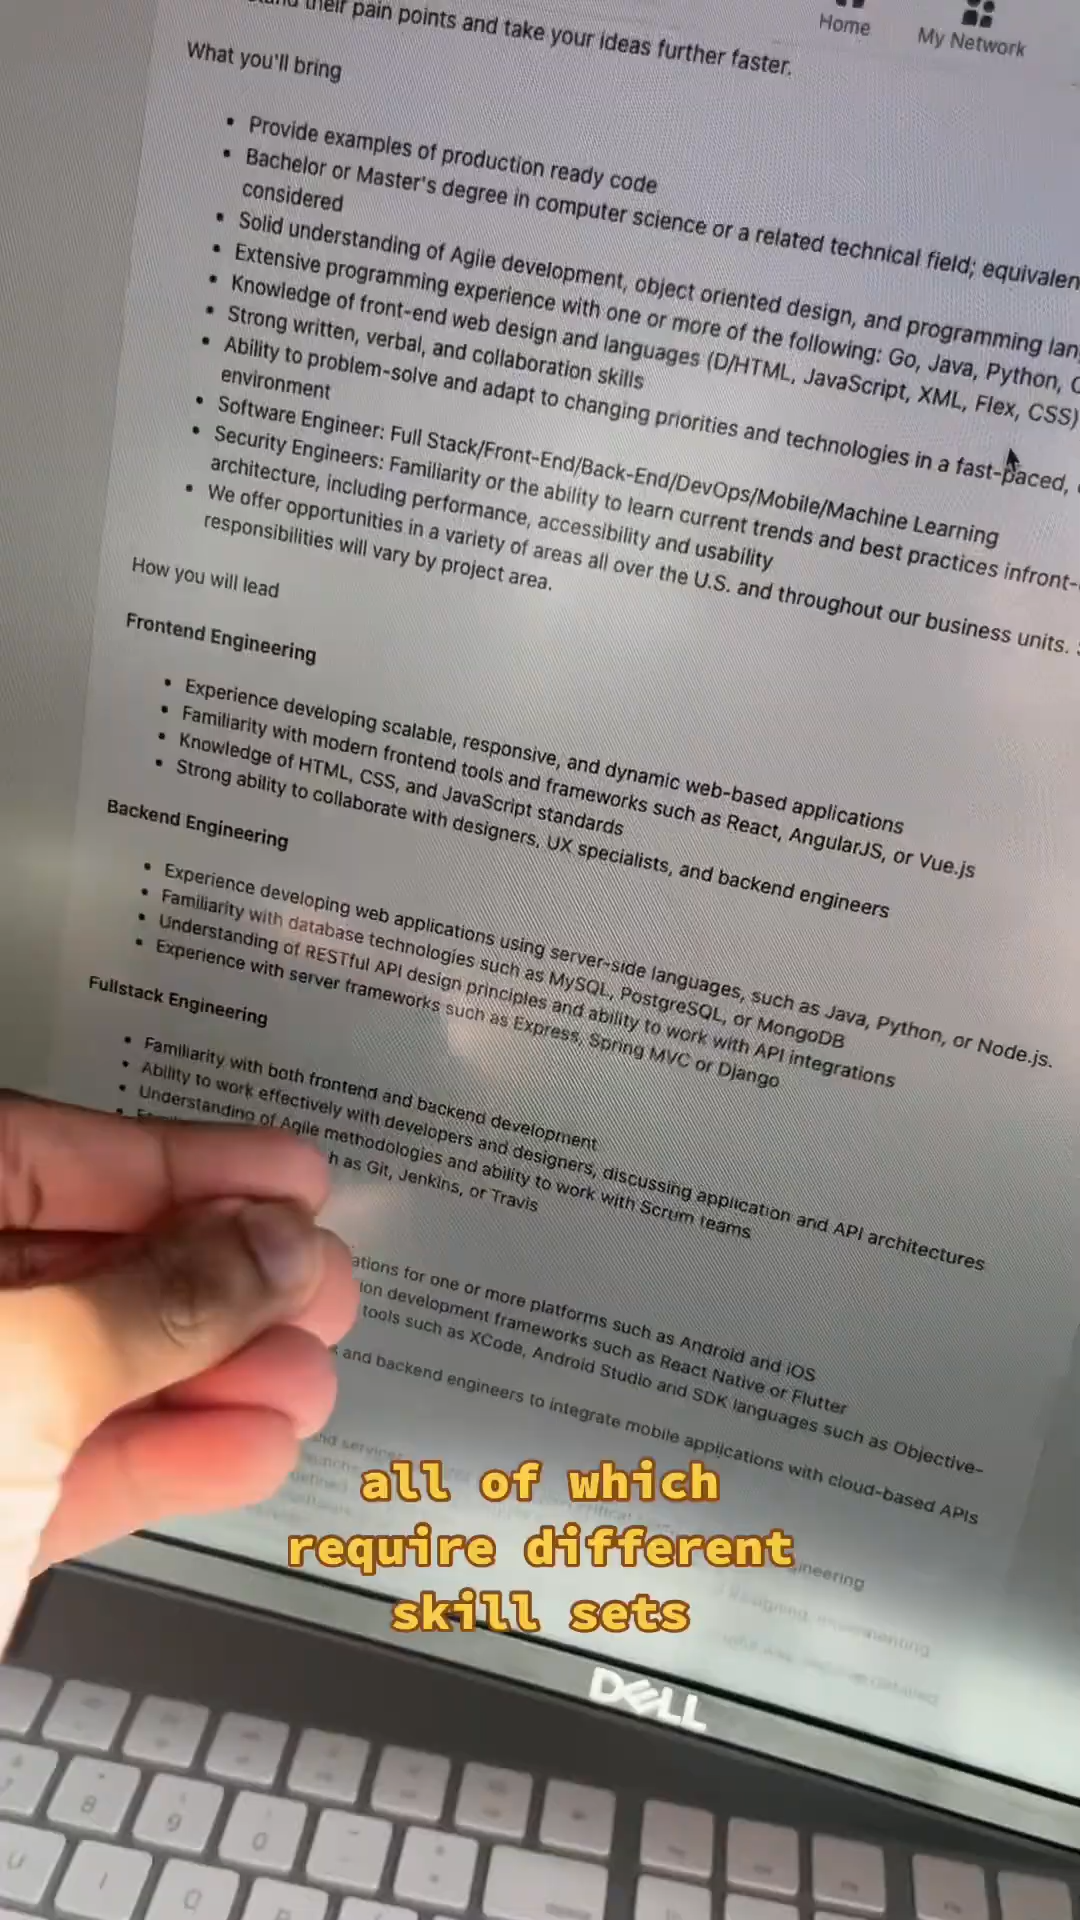 their pain points and take your ideas further faster.
Home
My Network
What you'll bring
• Provide examples of production ready code
• Bachelor or Master's degree in computer science or a related technical field; equivalen
considered
• Solid understanding of Agile development, object oriented design, and programming lan
• Extensive programming experience with one or more of the following: Go, Java, Python, C
• Knowledge of front-end web design and languages (D/HTML, JavaScript, XML, Flex, CSS)
• Strong written, verbal, and collaboration skills
• Ability to problem-solve and adapt to changing priorities and technologies in a fast-paced,
environment
• Software Engineer: Full Stack/Front-End/Back-End/DevOps/Mobile/Machine Learning
• Security Engineers: Familiarity or the ability to learn current trends and best practices infront-
architecture, including performance, accessibility and usability
• We offer opportunities in a variety of areas all over the U.S. and throughout our business units.
responsibilities will vary by project area.
How you will lead
Frontend Engineering
• Experience developing scalable, responsive, and dynamic web-based applications
• Familiarity with modern frontend tools and frameworks such as React, AngularJS, or Vue.js
• Knowledge of HTML, CSS, and JavaScript standards
• Strong ability to collaborate with designers, UX specialists, and backend engineers
Backend Engineering
• Experience developing web applications using server-side languages, such as Java, Python, or Node.js.
• Familiarity with database technologies such as MySQL, PostgreSQL, or MongoDB
• Understanding of RESTful API design principles and ability to work with API integrations
• Experience with server frameworks such as Express, Spring MVC or Django
Fullstack Engineering
• Familiarity with both frontend and backend development
• Ability to work effectively with developers and designers, discussing application and API architectures
• Understanding of Agile methodologies and ability to work with Scrum teams
h as Git, Jenkins, or Travis
ations for one or more platforms such as Android and iOS
ion development frameworks such as React Native or Flutter
tools such as XCode, Android Studio and SDK languages such as Objective-
and backend engineers to integrate mobile applications with cloud-based APIs
all of which
require different
skill sets
DELL
8
9
0
U
I
O